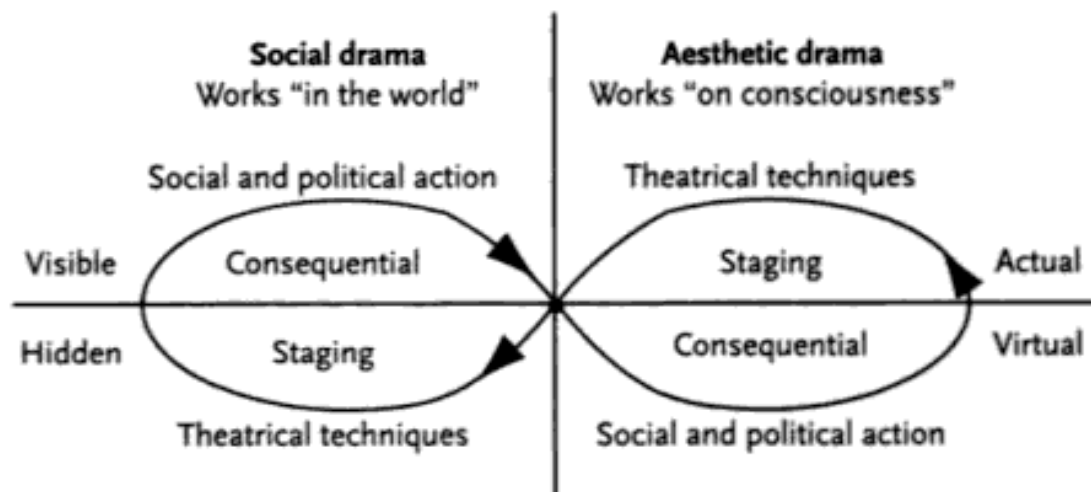 Social drama
Works "in the world"
Aesthetic drama
Works "on consciousness"
Social and political action
Theatrical techniques
Visible
Consequential
Staging
Actual
Hidden
Staging
Consequential
Virtual
Theatrical techniques
Social and political action